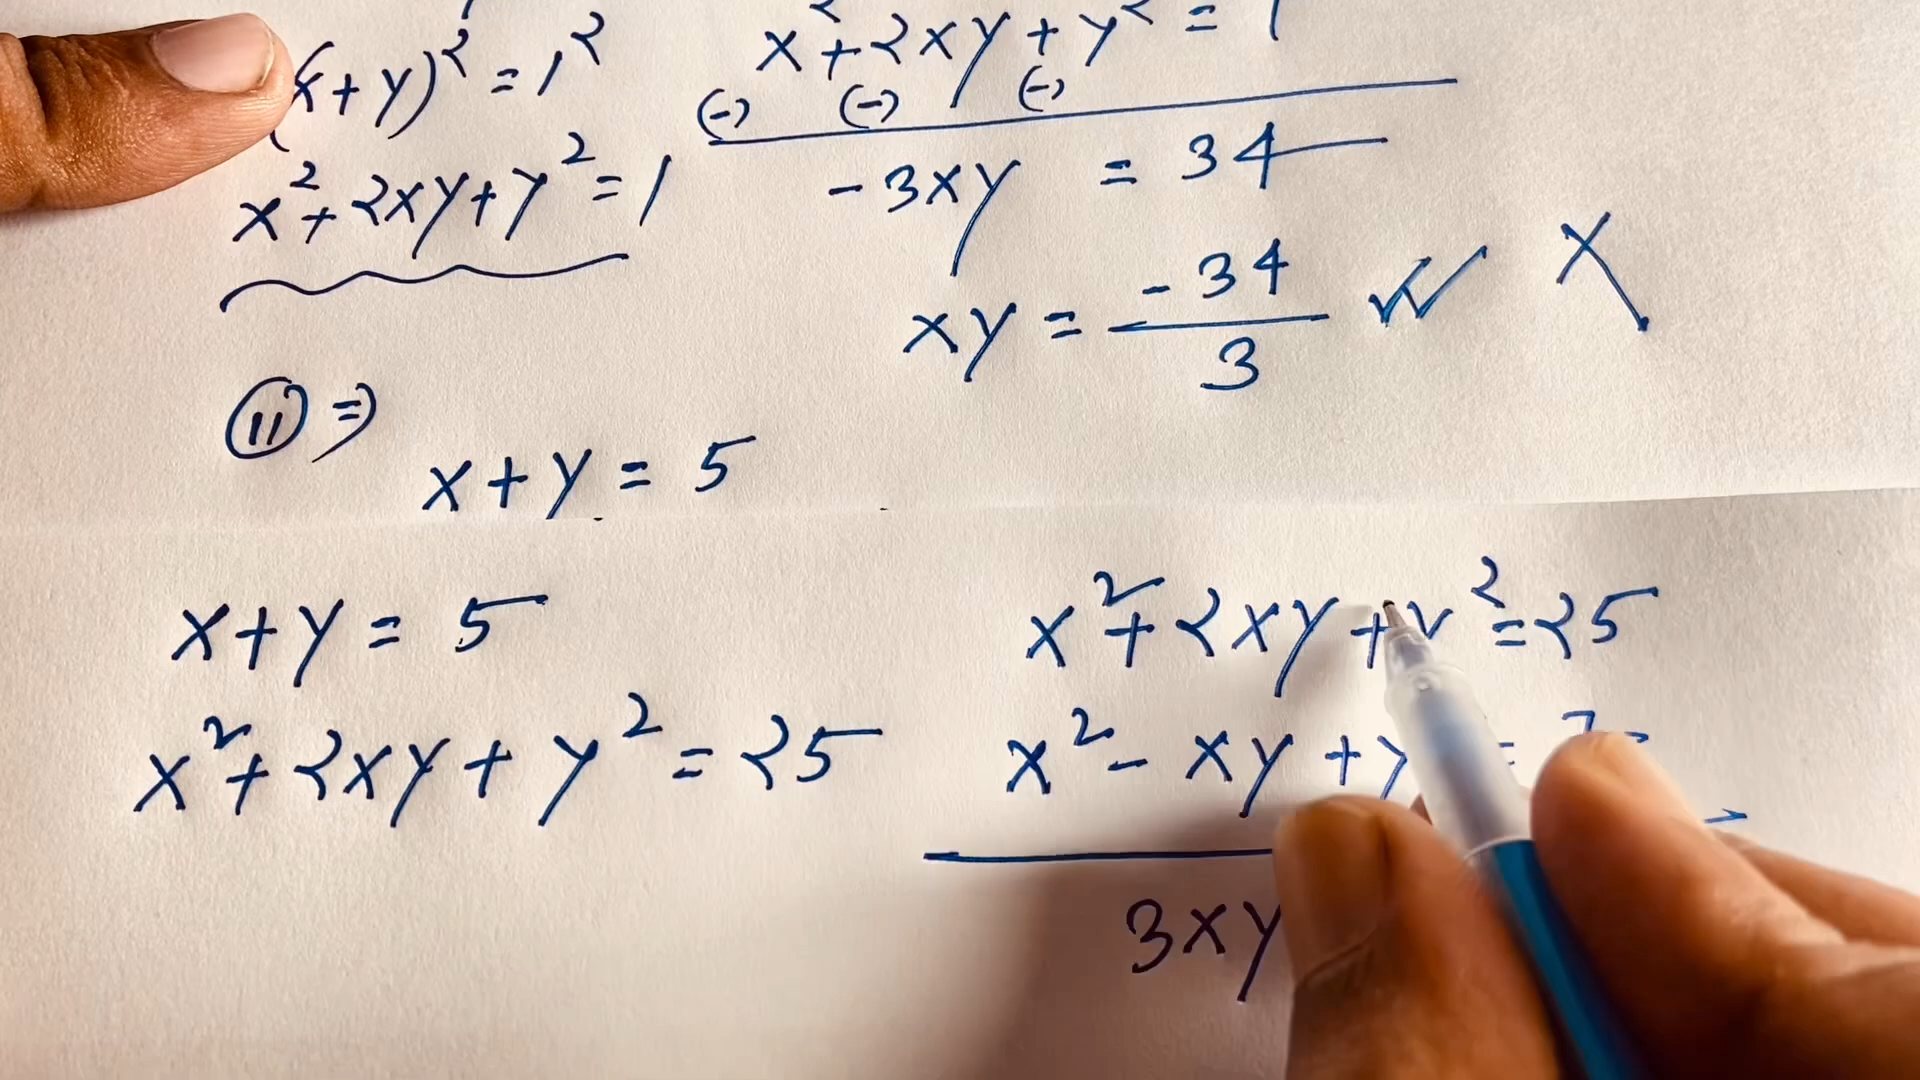 (x+y)² = 1²
x²+2xy+y² = 1
x²+2xy+y² = 1
(-) (-) (-)
-3xy = 34
xy = -34/3
(11) ⇒
x+y = 5
x+y = 5
x²+2xy+y² = 25
x²+2xy+y² = 25
x² - xy + y
3xy